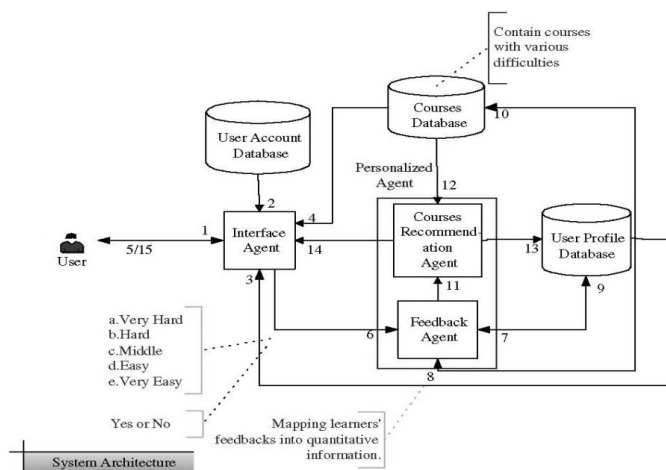 Contain courses
with various
difficulties
Courses
Database
10
User Account
Database
Personalized
Agent
12
2
1
4
Interface
Agent
Courses
Recommend-
ation
Agent
User Profile
Database
5/15
14
13
User
3
11
9
a.Very Hard
b.Hard
c.Middle
d.Easy
e.Very Easy
6
Feedback
Agent
7
8
Yes or No
Mapping learners'
feedbacks into quantitative
information.
System Architecture